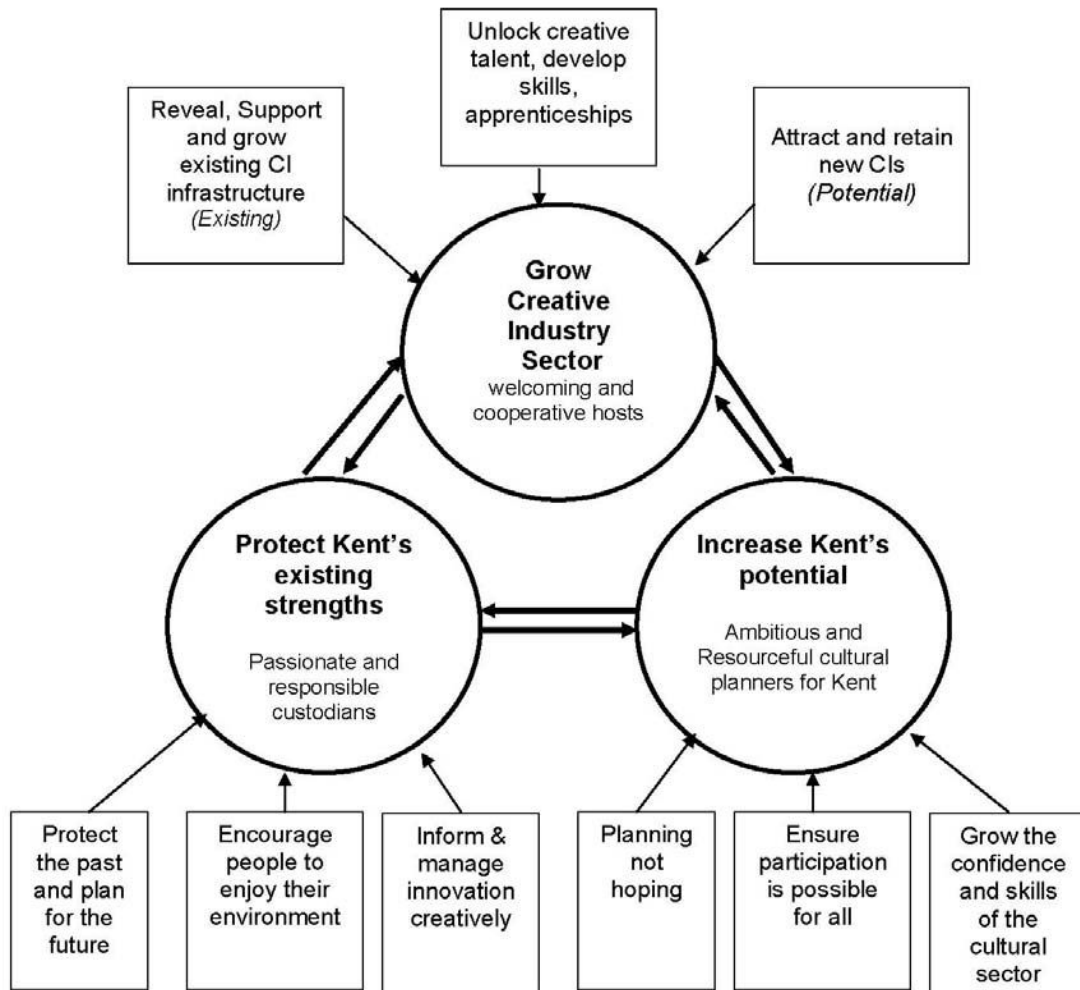 Unlock creative
talent, develop
skills,
apprenticeships
Reveal, Support
and grow
existing CI
infrastructure
(Existing)
Attract and retain
new CIs
(Potential)
Grow
Creative
Industry
Sector
welcoming and
cooperative hosts
Protect Kent’s
existing
strengths
Passionate and
responsible
custodians
Increase Kent’s
potential
Ambitious and
Resourceful cultural
planners for Kent
Protect
the past
and plan
for the
future
Encourage
people to
enjoy their
environment
Inform &
manage
innovation
creatively
Planning
not
hoping
Ensure
participation
is possible
for all
Grow the
confidence
and skills
of the
cultural
sector